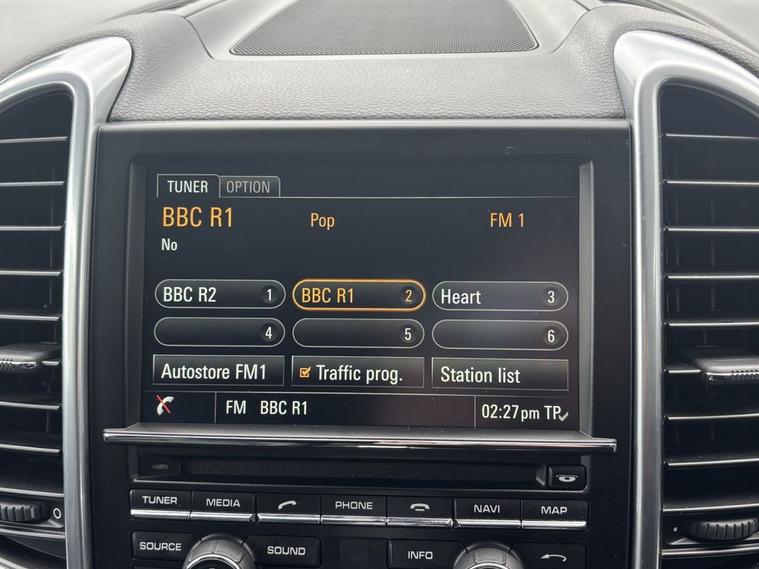 TUNER OPTION
BBC R1 Pop FM 1
No
BBC R2 1 BBC R1 2 Heart 3
4 5 6
Autostore FM1 Traffic prog. Station list
FM BBC R1 02:27 pm TP
TUNER MEDIA PHONE NAVI MAP
SOURCE SOUND INFO